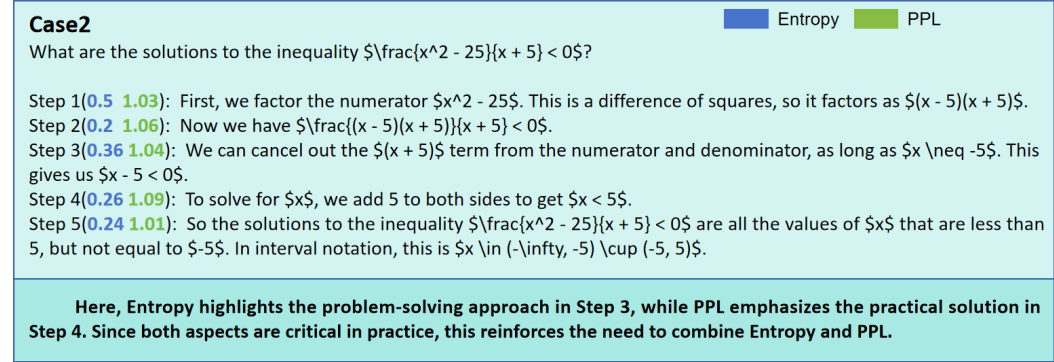 Case2
Entropy PPL
What are the solutions to the inequality $\frac{x^2 - 25}{x + 5} < 0$?
Step 1(0.5 1.03): First, we factor the numerator $x^2 - 25$. This is a difference of squares, so it factors as $(x - 5)(x + 5)$.
Step 2(0.2 1.06): Now we have $\frac{(x - 5)(x + 5)}{x + 5} < 0$.
Step 3(0.36 1.04): We can cancel out the $(x + 5)$ term from the numerator and denominator, as long as $x \neq -5$. This
gives us $x - 5 < 0$.
Step 4(0.26 1.09): To solve for $x$, we add 5 to both sides to get $x < 5$.
Step 5(0.24 1.01): So the solutions to the inequality $\frac{x^2 - 25}{x + 5} < 0$ are all the values of $x$ that are less than
5, but not equal to $-5$. In interval notation, this is $x \in (-\infty, -5) \cup (-5, 5)$.
Here, Entropy highlights the problem-solving approach in Step 3, while PPL emphasizes the practical solution in
Step 4. Since both aspects are critical in practice, this reinforces the need to combine Entropy and PPL.